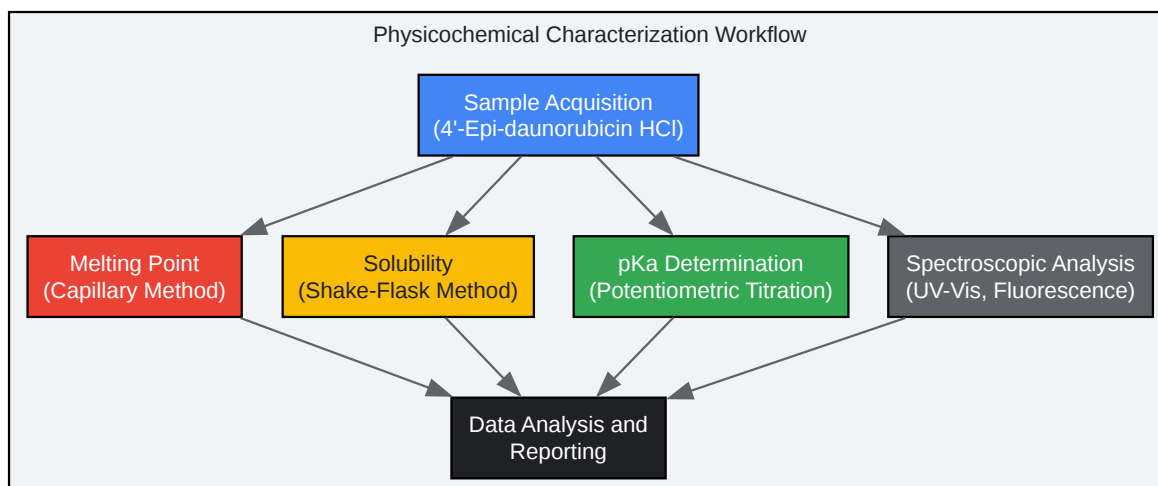 Physicochemical Characterization Workflow
Sample Acquisition
(4'-Epi-daunorubicin HCl)
Melting Point
(Capillary Method)
Solubility
(Shake-Flask Method)
pKa Determination
(Potentiometric Titration)
Spectroscopic Analysis
(UV-Vis, Fluorescence)
Data Analysis and
Reporting